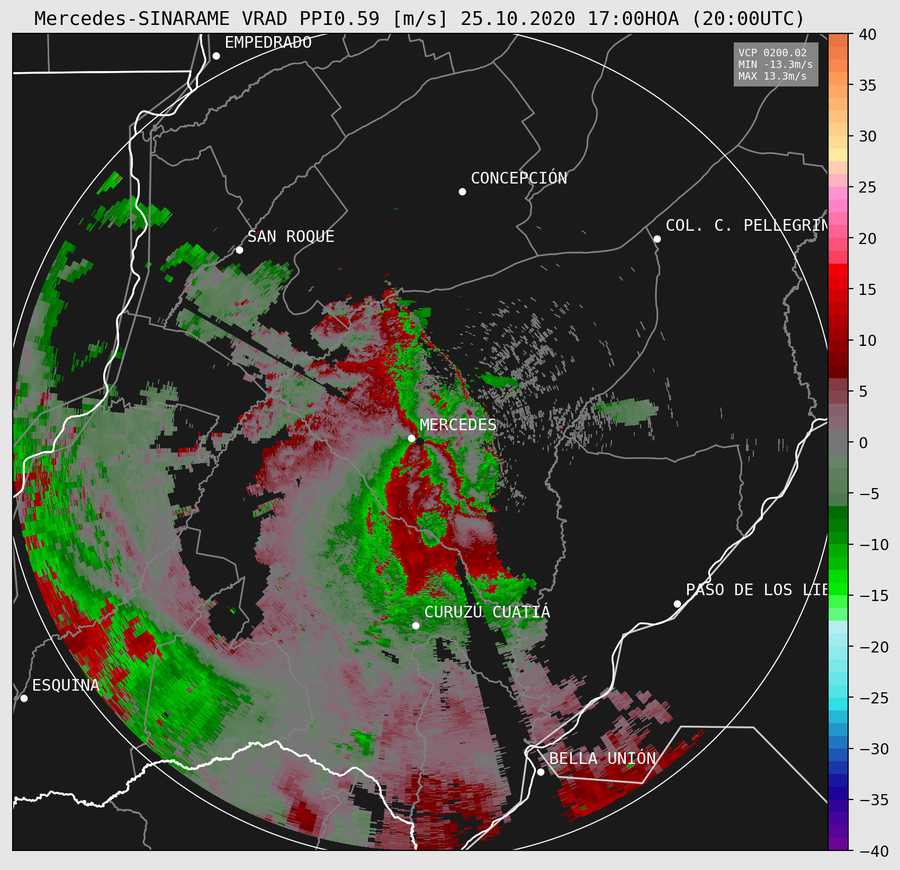 Mercedes-SINARAME VRAD PPI0.59 [m/s] 25.10.2020 17:00HOA (20:00UTC)
EMPEDRADO
VCP 0200.02
MIN -13.3m/s
MAX 13.3m/s
CONCEPCIÓN
COL. C. PELLEGRIN
SAN ROQUE
MERCEDES
PASO DE LOS LIE
CURUZÚ CUATIÁ
ESQUINA
BELLA UNIÓN
40
35
30
25
20
15
10
5
0
−5
−10
−15
−20
−25
−30
−35
−40